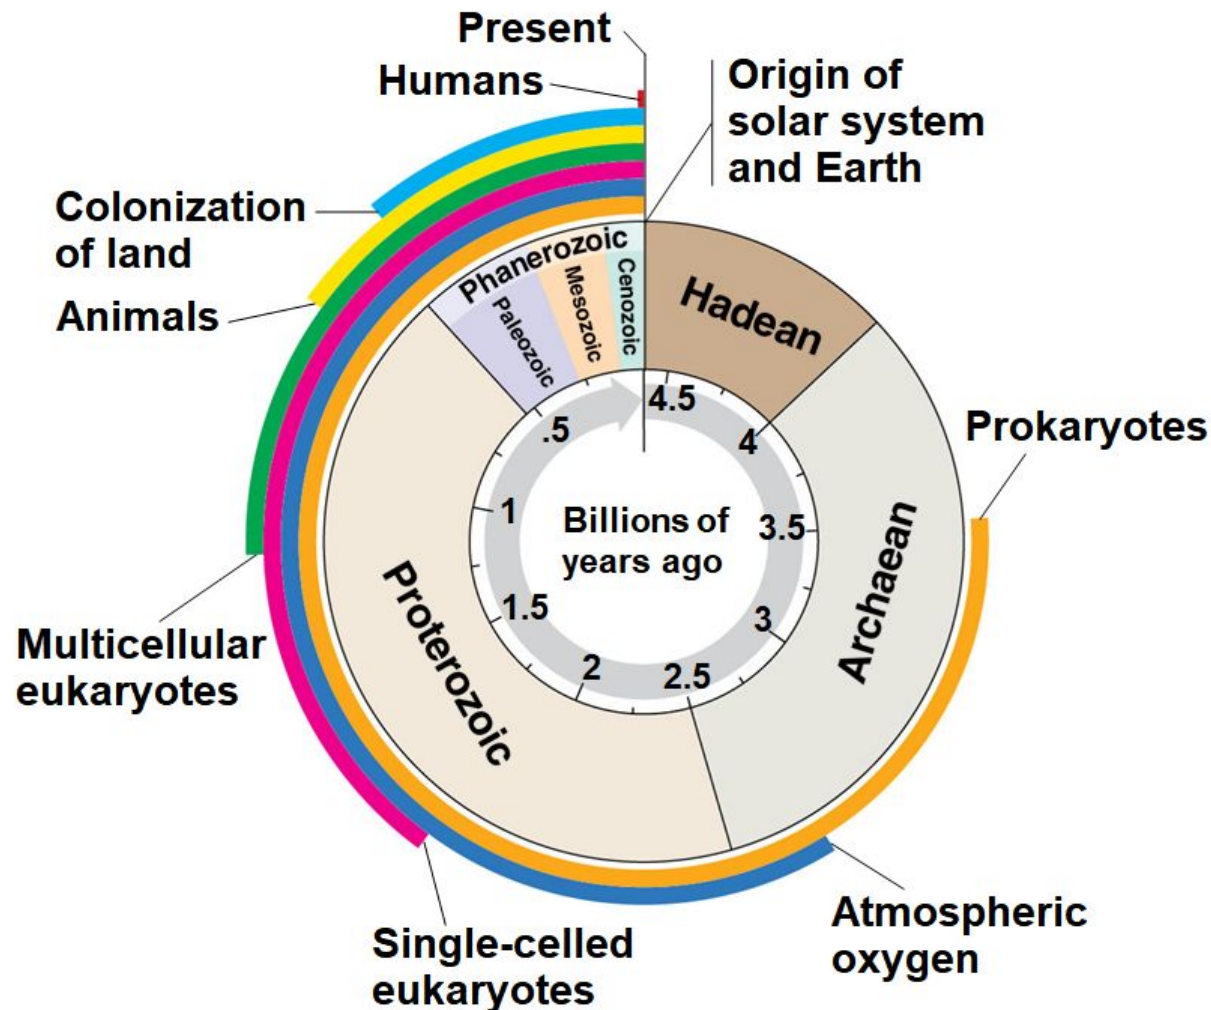 Present
Humans
Origin of
solar system
and Earth
Colonization
of land
Animals
Phanerozoic
Paleozoic
Mesozoic
Cenozoic
Hadean
4.5
4
.5
Prokaryotes
1
Billions of
years ago
3.5
Archaean
Proterozoic
1.5
3
2
2.5
Multicellular
eukaryotes
Atmospheric
oxygen
Single-celled
eukaryotes